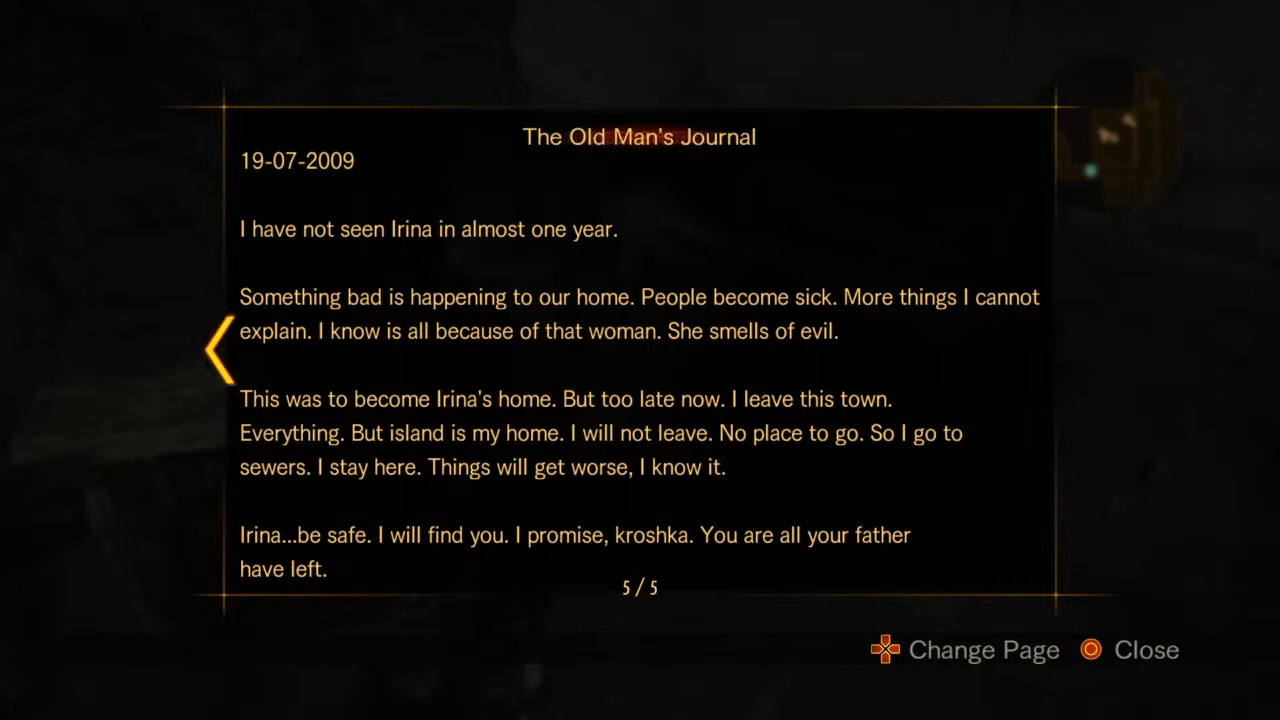 The Old Man's Journal
19-07-2009
I have not seen Irina in almost one year.
Something bad is happening to our home. People become sick. More things I cannot
explain. I know is all because of that woman. She smells of evil.
This was to become Irina's home. But too late now. I leave this town.
Everything. But island is my home. I will not leave. No place to go. So I go to
sewers. I stay here. Things will get worse, I know it.
Irina...be safe. I will find you. I promise, kroshka. You are all your father
have left.
5 / 5
Change Page Close